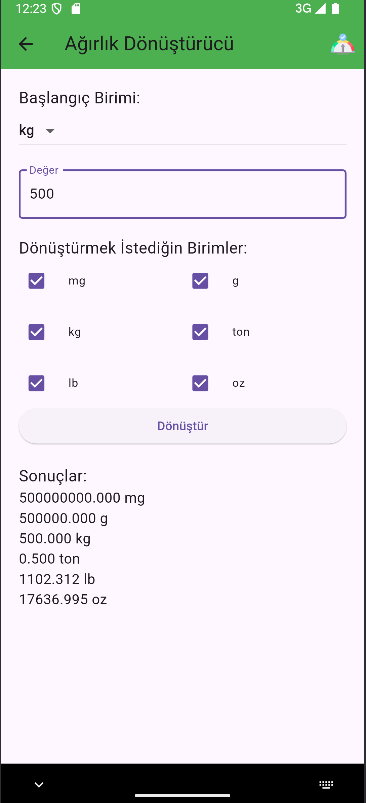 12:23 3G
Ağırlık Dönüştürücü
Başlangıç Birimi:
kg
Değer
500
Dönüştürmek İstediğin Birimler:
mg g
kg ton
lb oz
Dönüştür
Sonuçlar:
500000000.000 mg
500000.000 g
500.000 kg
0.500 ton
1102.312 lb
17636.995 oz